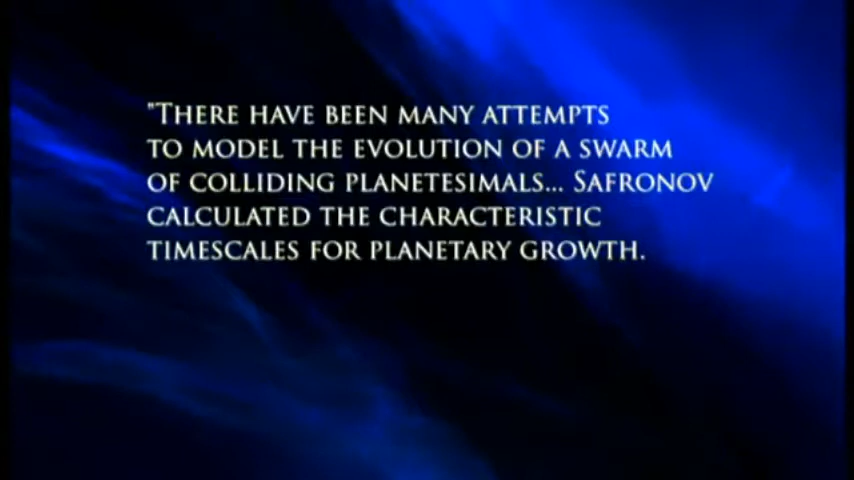 "There have been many attempts
to model the evolution of a swarm
of colliding planetesimals... Safronov
calculated the characteristic
timescales for planetary growth.